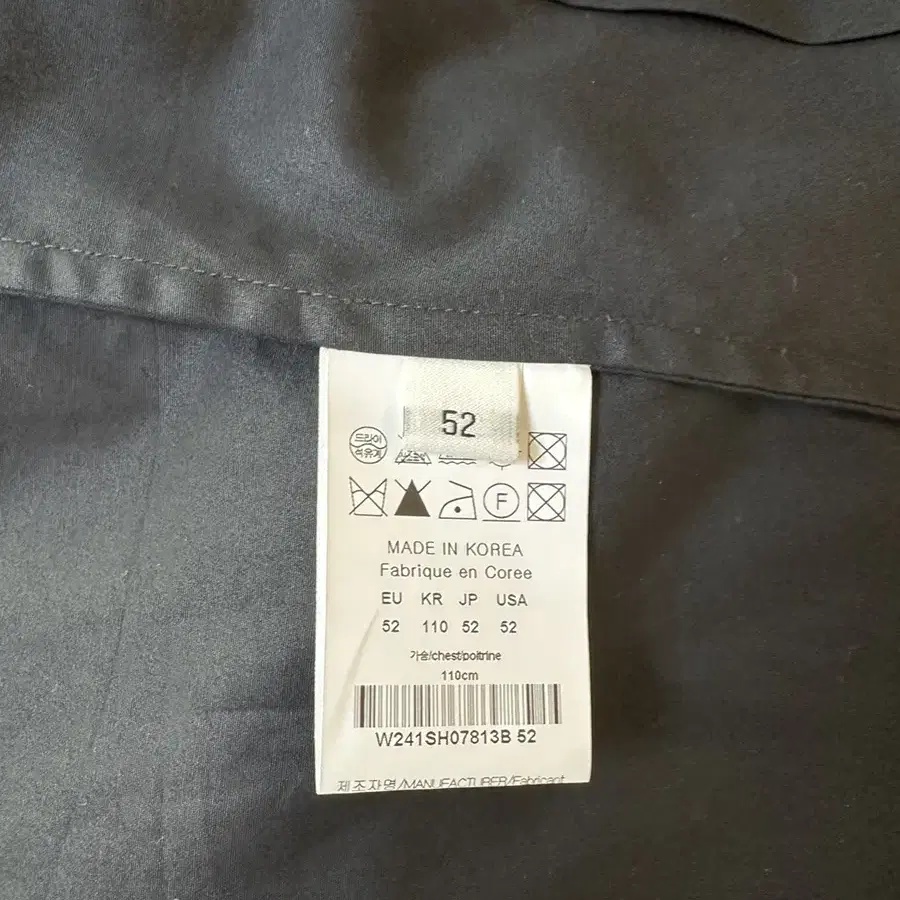 52
드라이
석유계
F
MADE IN KOREA
Fabrique en Coree
EU KR JP USA
52 110 52 52
가슴/chest/poitrine
110cm
W241SH07813B 52
제조자명/MANUFACTURER/Fabricant